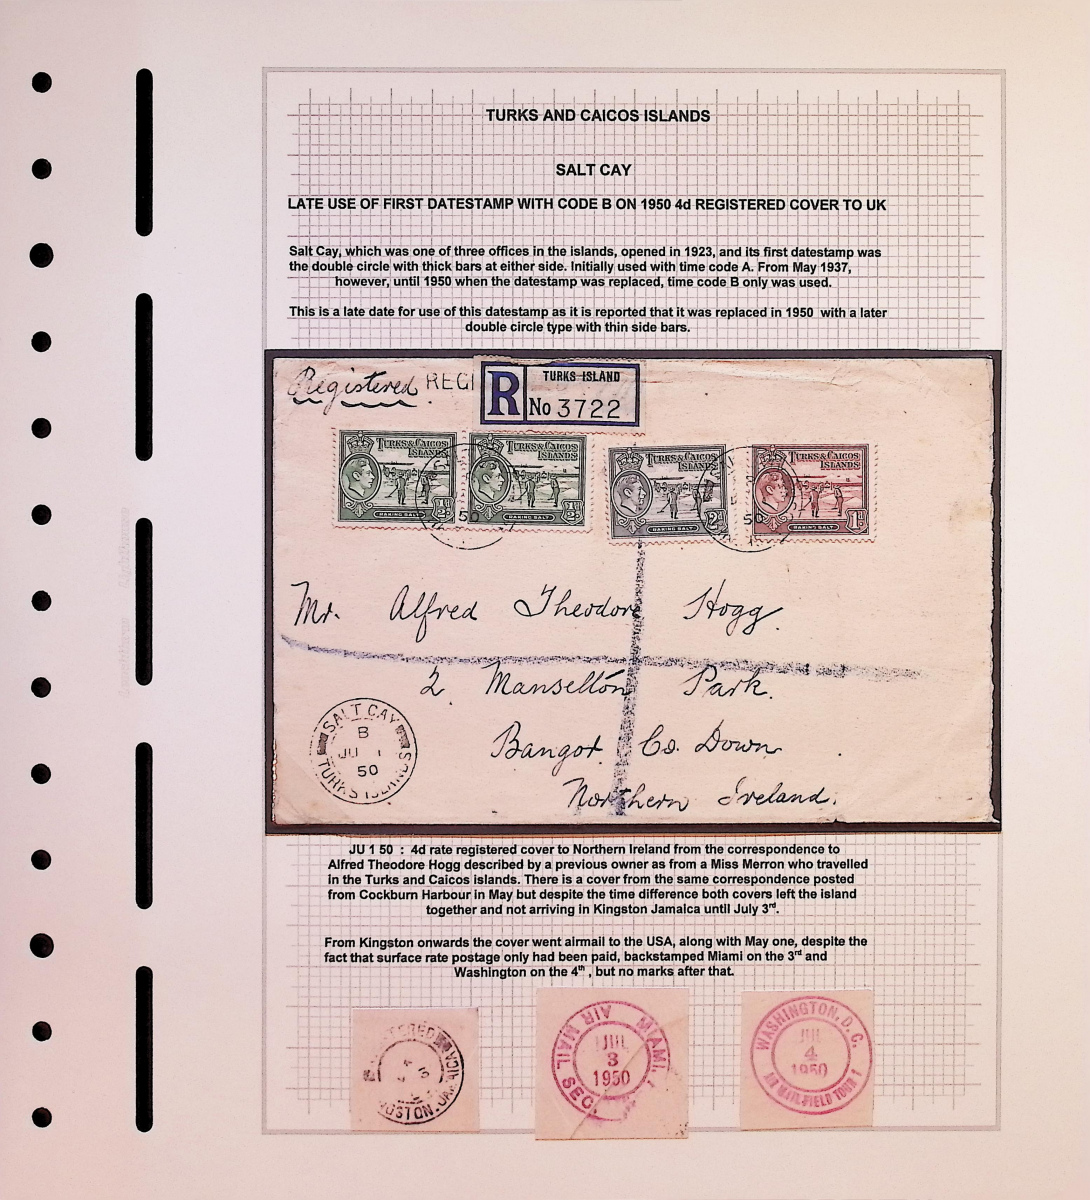 TURKS AND CAICOS ISLANDS
SALT CAY
LATE USE OF FIRST DATESTAMP WITH CODE B ON 1950 4d REGISTERED COVER TO UK
Salt Cay, which was one of three offices in the islands, opened in 1923, and its first datestamp was
the double circle with thick bars at either side. Initially used with time code A. From May 1937,
however, until 1950 when the datestamp was replaced, time code B only was used.
This is a late date for use of this datestamp as it is reported that it was replaced in 1950 with a later
double circle type with thin side bars.
Registered REGI
R
TURKS ISLAND
No 3722
TURKS & CAICOS
ISLANDS
RAKING SALT
½D
TURKS & CAICOS
ISLANDS
RAKING SALT
½D
TURKS & CAICOS
ISLANDS
RAKING SALT
TURKS & CAICOS
ISLANDS
RAKING SALT
1D
50
50
Mr. Alfred Theodore Hogg.
2 Manselton Park.
Bangor. Co. Down
Northern Ireland.
SALT CAY
B
JU 1
50
TURKS ISLANDS
JU 1 50 : 4d rate registered cover to Northern Ireland from the correspondence to
Alfred Theodore Hogg described by a previous owner as from a Miss Merron who travelled
in the Turks and Caicos islands. There is a cover from the same correspondence posted
from Cockburn Harbour in May but despite the time difference both covers left the island
together and not arriving in Kingston Jamaica until July 3rd.
From Kingston onwards the cover went airmail to the USA, along with May one, despite the
fact that surface rate postage only had been paid, backstamped Miami on the 3rd and
Washington on the 4th , but no marks after that.
MIAMI,
AIR MAIL SEC.
JUL
3
1950
WASHINGTON, D.C.
JUL
4
1950
AIR MAIL FIELD